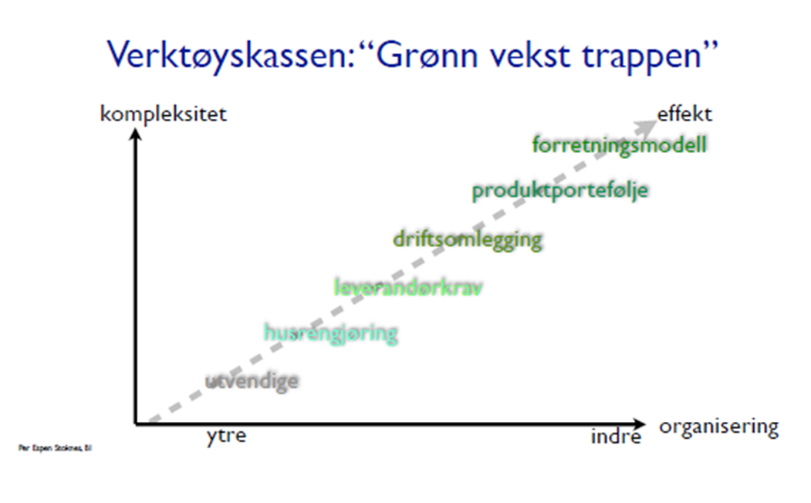 Verktøyskassen: “Grønn vekst trappen”
kompleksitet
effekt
forretningsmodell
produktportefølje
driftsomlegging
leverandørkrav
husrengjøring
utvendige
ytre
indre
organisering
Per Espen Stoknes, BI